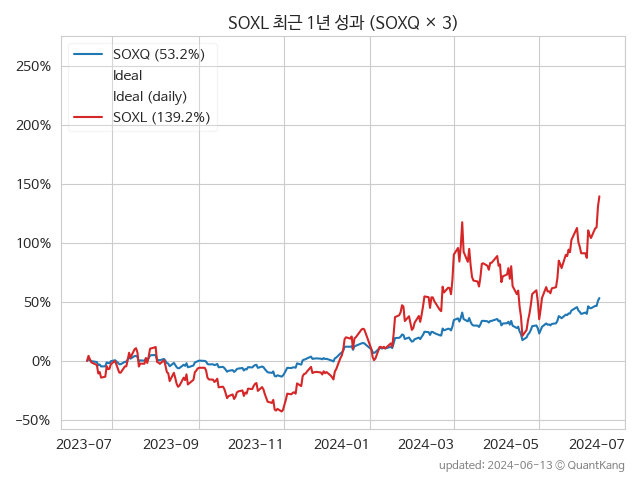 SOXL 최근 1년 성과 (SOXQ × 3)
SOXQ (53.2%)
Ideal
Ideal (daily)
SOXL (139.2%)
250%
200%
150%
100%
50%
0%
−50%
2023-07 2023-09 2023-11 2024-01 2024-03 2024-05 2024-07
updated: 2024-06-13 ⓒ QuantKang